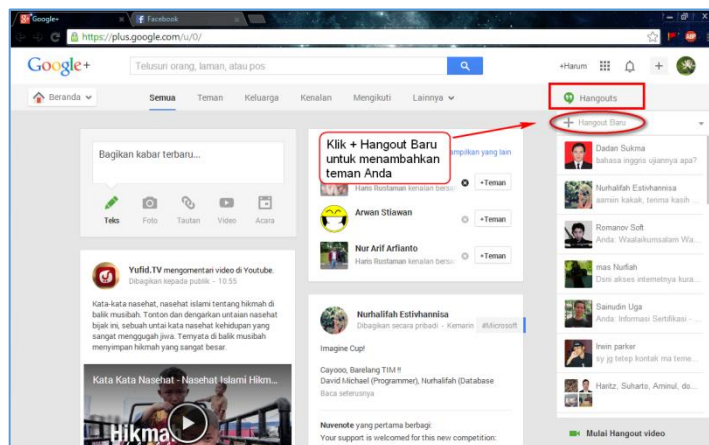 Google+
Facebook
https://plus.google.com/u/0/
Google+
Telusuri orang, laman, atau pos
+Harum
Beranda
Semua
Teman
Keluarga
Kenalan
Mengikuti
Lainnya
Hangouts
Hangout Baru
Bagikan kabar terbaru...
Teks
Foto
Tautan
Video
Acara
Klik + Hangout Baru
untuk menambahkan
teman Anda
ampilkan yang lain
Haris Rustaman kenalan bersa
+Teman
Arwan Stiawan
+Teman
Nur Arif Arfianto
Haris Rustaman kenalan bersa
+Teman
Yufid.TV mengomentari video di Youtube.
Dibagikan kepada publik - 10.55
Kata-kata nasehat, nasehat islami tentang hikmah di
balik musibah. Tonton dan dengarkan untaian nasehat
bijak ini, sebuah untai kata nasehat kehidupan yang
sangat menggugah jiwa. Ternyata di balik musibah
menyimpan hikmah yang sangat besar.
Kata Kata Nasehat - Nasehat Islami Hikm...
Hikma
Nurhalifah Estivhannisa
Dibagikan secara pribadi - Kemarin
#Microsoft
Imagine Cup!
Cayooo, Barelang TIM !!
David Michael (Programmer), Nurhalifah (Database
Baca seterusnya
Nuvenote yang pertama berbagi:
Your support is welcomed for this new competition:
Dadan Sukma
bahasa inggris ujiannya apa?
Nurhalifah Estivhannisa
aamiin kakak, terima kasih ...
Romanov Soft
Anda: Waalaikumsalam Wa...
mas Nurfiah
Dsni akses internetnya kura...
Sainudin Uga
Anda: Informasi Sertifikasi - ...
Irwin parker
sy jg tetep kontak ma teme...
Haritz, Suharto, Aminul, do...
Mulai Hangout video